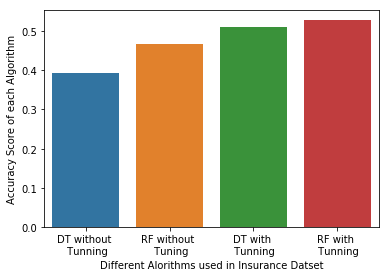 Accuracy Score of each Algorithm
0.5
0.4
0.3
0.2
0.1
0.0
DT without
Tunning
RF without
Tuning
DT with
Tunning
RF with
Tunning
Different Alorithms used in Insurance Datset